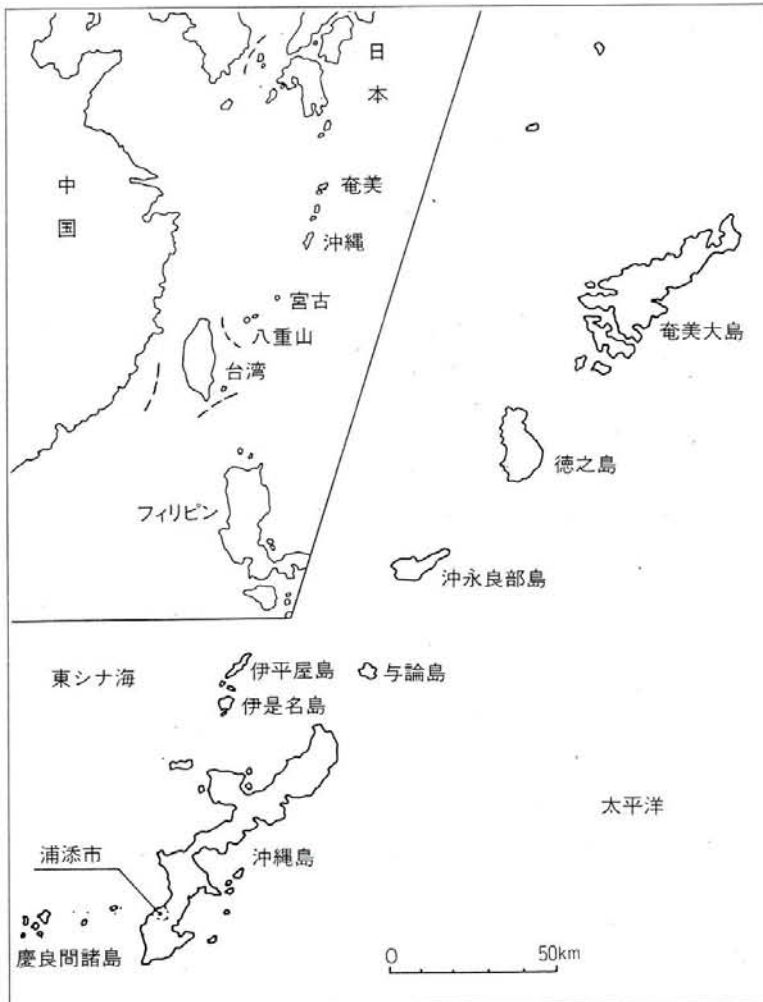 日本
中国
奄美
沖縄
宮古
八重山
台湾
フィリピン
奄美大島
徳之島
沖永良部島
東シナ海
伊平屋島
与論島
伊是名島
太平洋
浦添市
沖縄島
慶良間諸島
0 50km